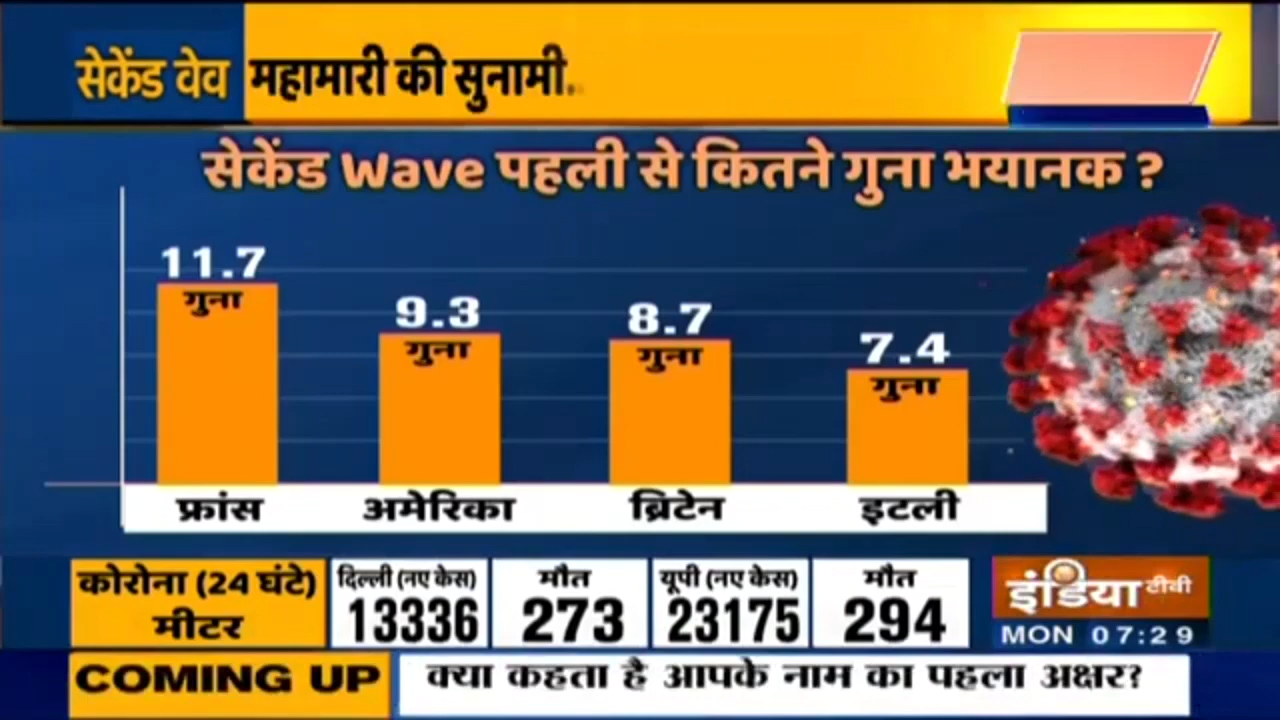 सेकेंड वेव महामारी की सुनामी.
सेकेंड Wave पहली से कितने गुना भयानक ?
11.7
गुना
9.3
गुना
8.7
गुना
7.4
गुना
फ्रांस अमेरिका ब्रिटेन इटली
कोरोना (24 घंटे)
मीटर
दिल्ली (नए केस)
13336
मौत
273
यूपी (नए केस)
23175
मौत
294
इंडिया टीवी
MON 07:29
COMING UP
क्या कहता है आपके नाम का पहला अक्षर?